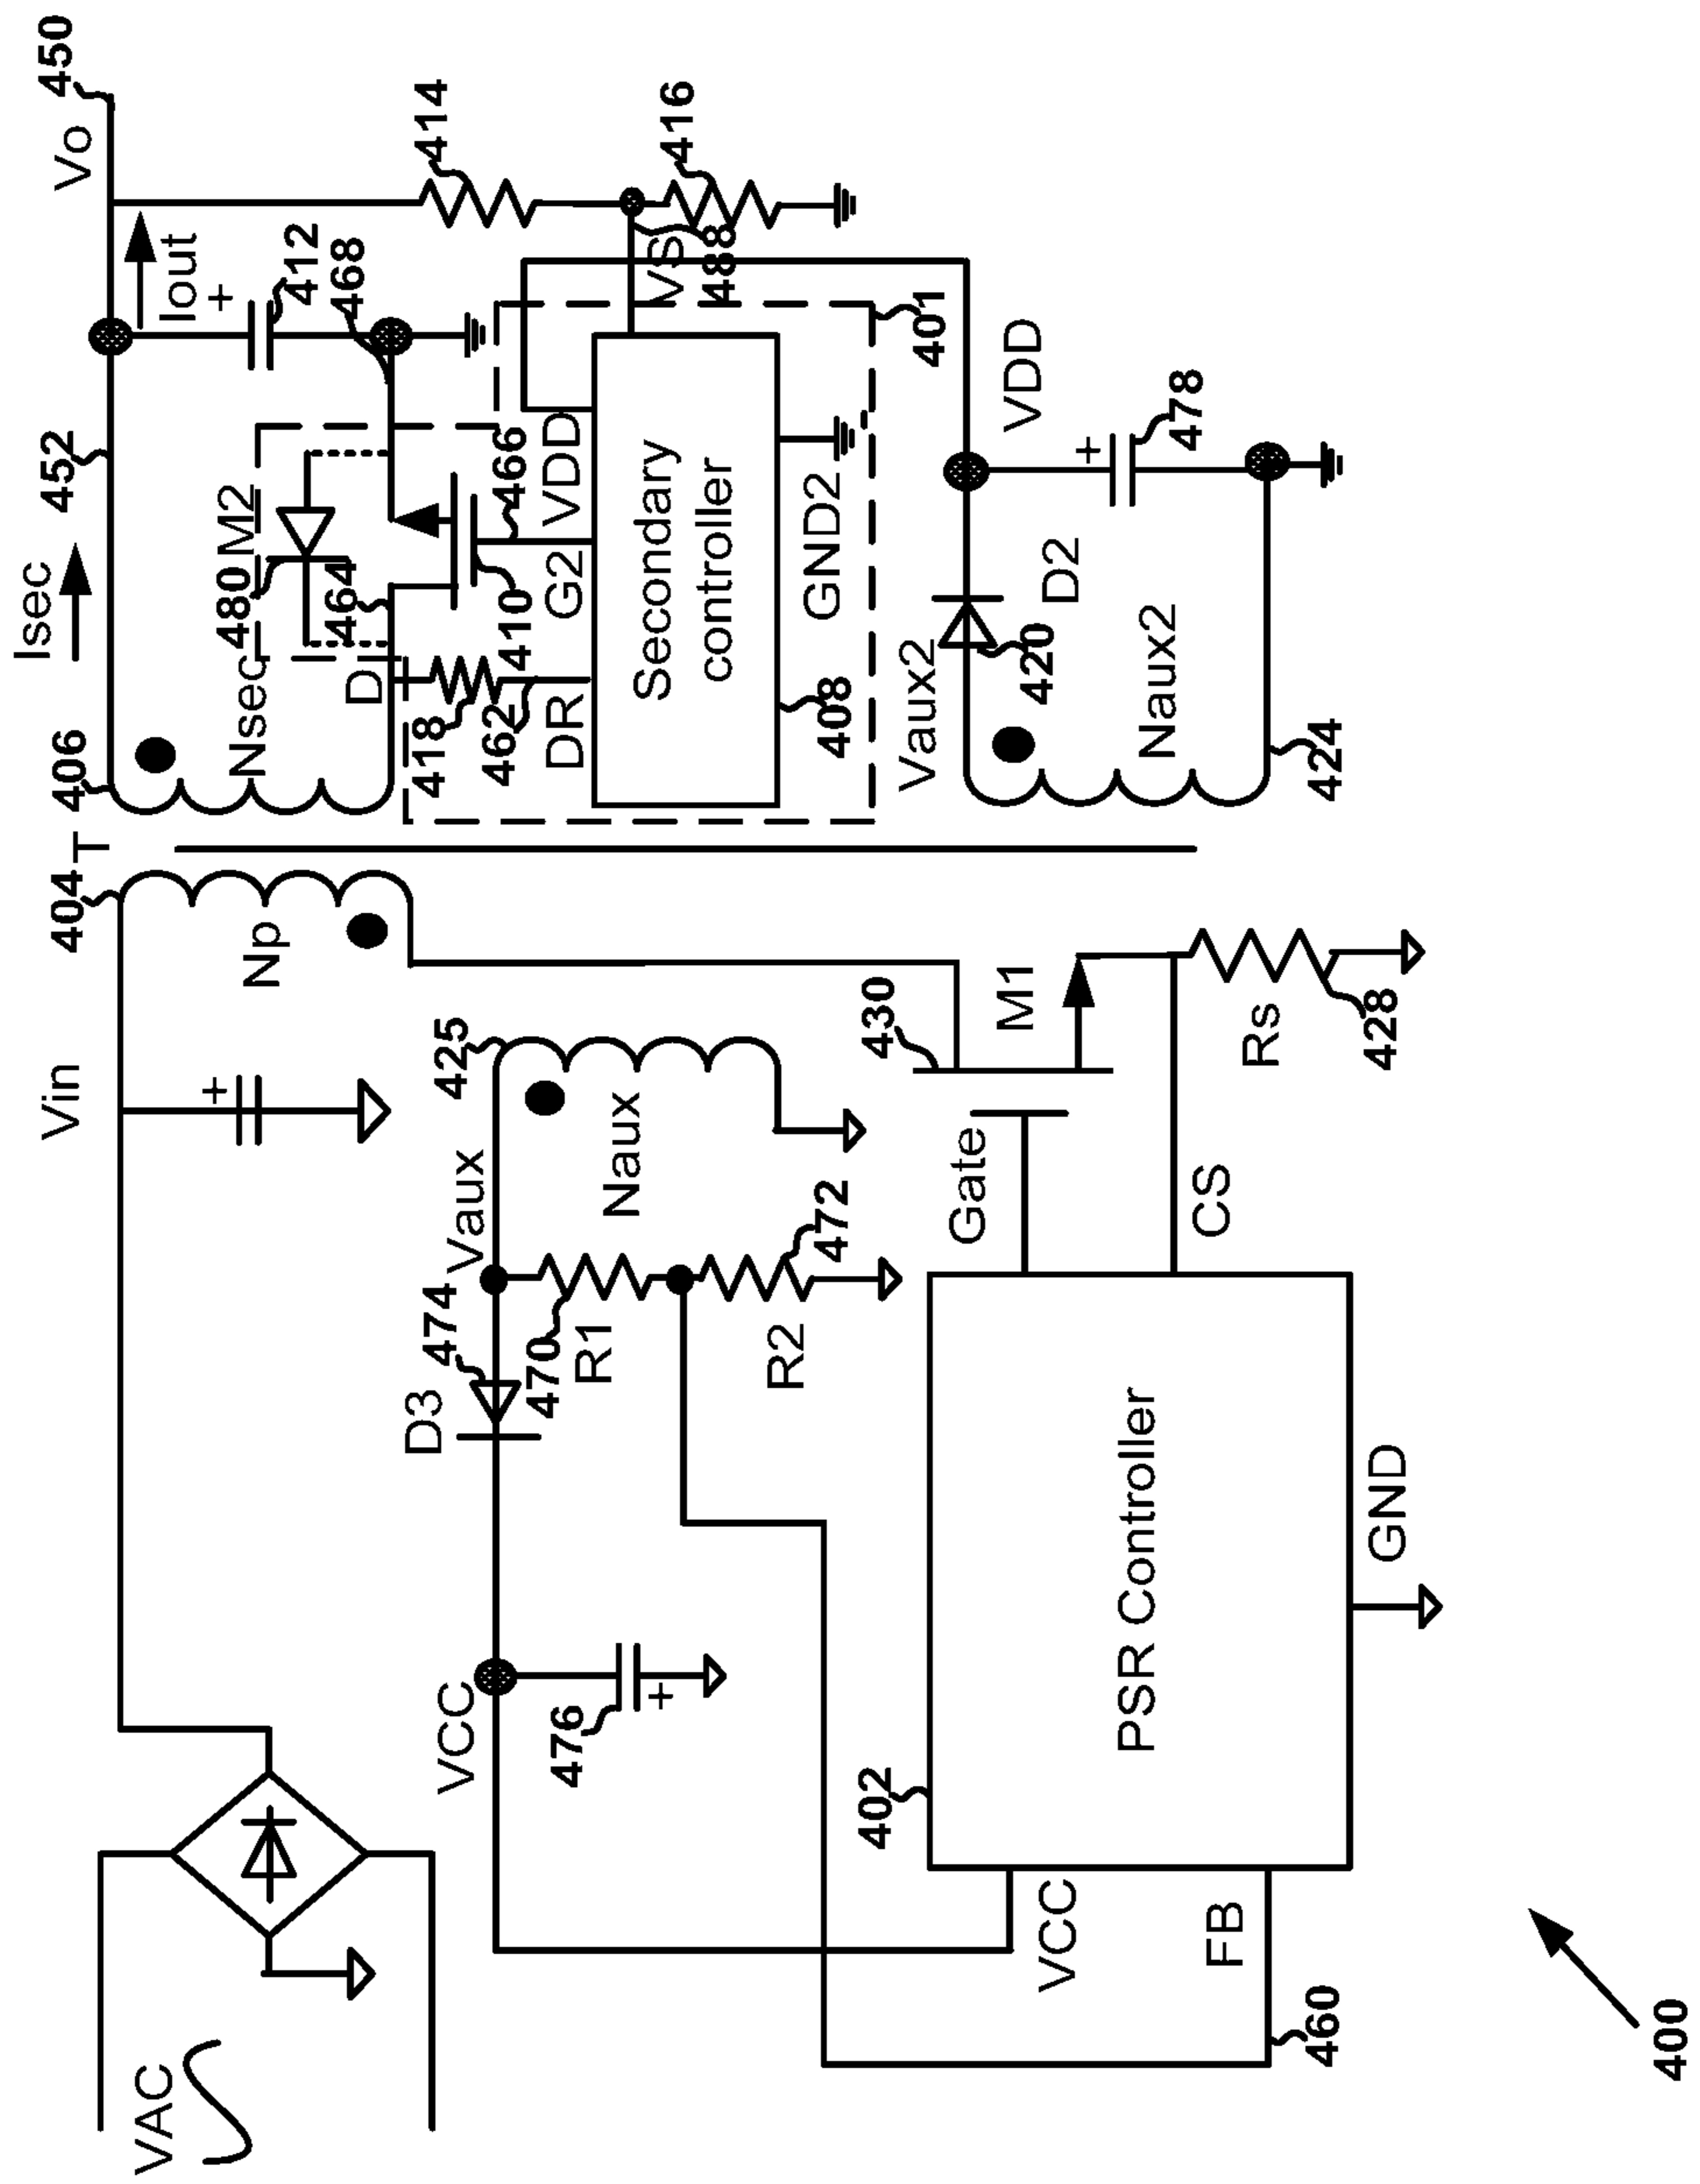 VAC
Vin
404
T
406
Isec
452
Vo
450
Np
Nsec
480
M2
464
D
Iout
+
412
468
414
416
VS
488
418
462
DR
410
G2
466
VDD
Secondary
controller
GND2
408
401
+
VCC
476
+
D3
474
Vaux
425
470
R1
Naux
R2
472
430
M1
Gate
CS
Rs
428
Vaux2
420
D2
Naux2
424
VDD
+
478
402
PSR Controller
VCC
FB
460
GND
400